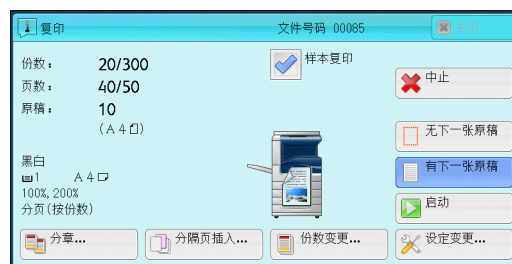 复印
文件号码 00085
关闭
份数： 20/300
样本复印
页数： 40/50
中止
原稿： 10
(A4)
无下一张原稿
黑白
有下一张原稿
1 A4
100%, 200%
启动
分页(按份数)
分章...
分隔页插入...
份数变更...
设定变更...